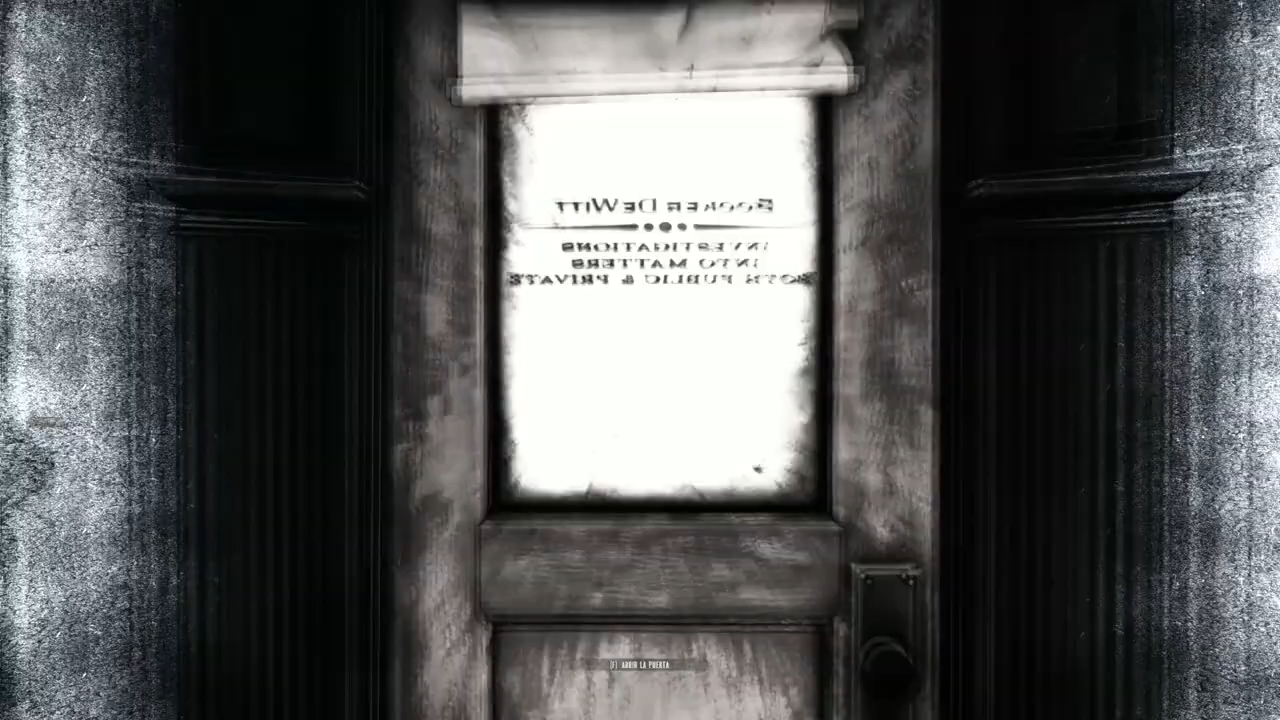 BOOKER DEWITT
INVESTIGATIONS
INTO MATTERS
BOTH PUBLIC & PRIVATE
[F] ABRIR LA PUERTA